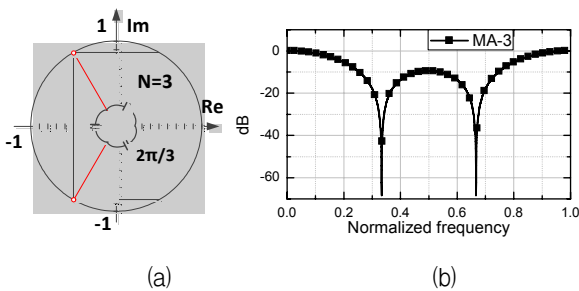 1 Im
N=3
Re
-1
2π/3
-1
(a)
MA-3
0
-20
-40
-60
dB
0.0 0.2 0.4 0.6 0.8 1.0
Normalized frequency
(b)